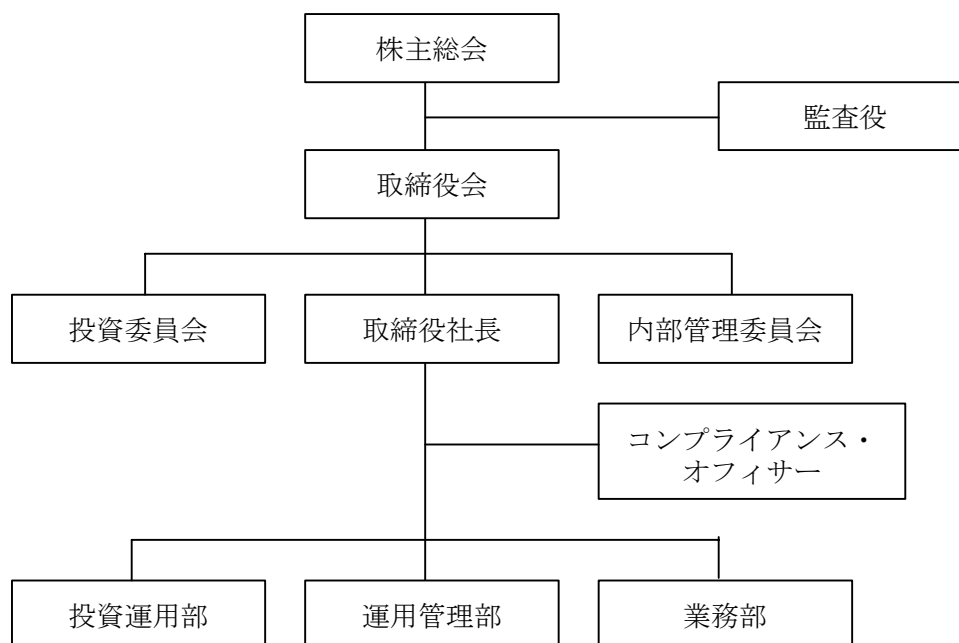 株主総会
監査役
取締役会
投資委員会
取締役社長
内部管理委員会
コンプライアンス・
オフィサー
投資運用部
運用管理部
業務部